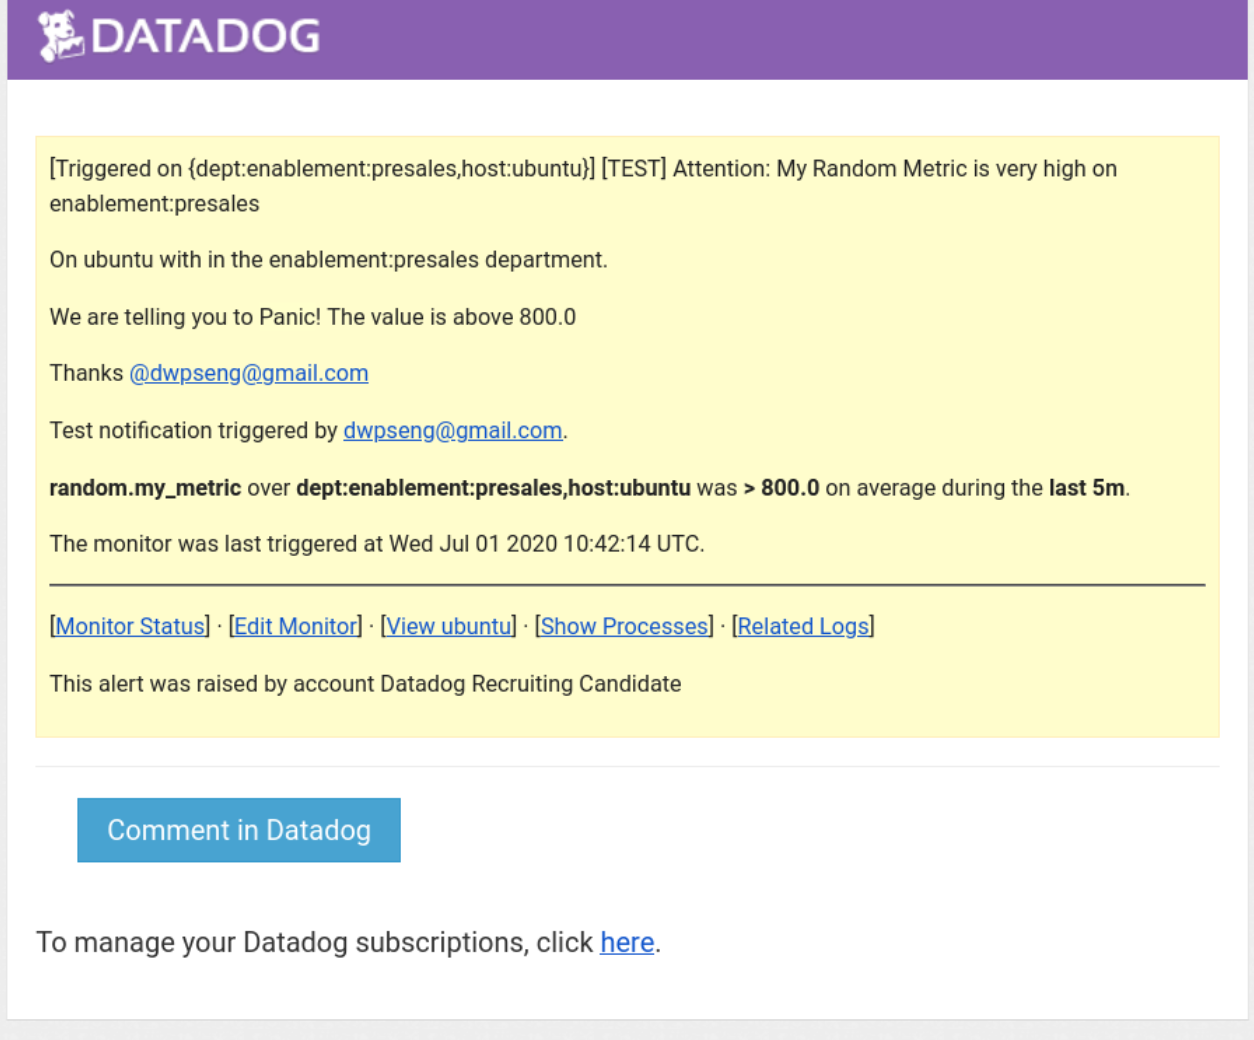 DATADOG
[Triggered on {dept:enablement:presales,host:ubuntu}] [TEST] Attention: My Random Metric is very high on
enablement:presales
On ubuntu with in the enablement:presales department.
We are telling you to Panic! The value is above 800.0
Thanks @dwpseng@gmail.com
Test notification triggered by dwpseng@gmail.com.
random.my_metric over dept:enablement:presales,host:ubuntu was > 800.0 on average during the last 5m.
The monitor was last triggered at Wed Jul 01 2020 10:42:14 UTC.
[Monitor Status] · [Edit Monitor] · [View ubuntu] · [Show Processes] · [Related Logs]
This alert was raised by account Datadog Recruiting Candidate
Comment in Datadog
To manage your Datadog subscriptions, click here.